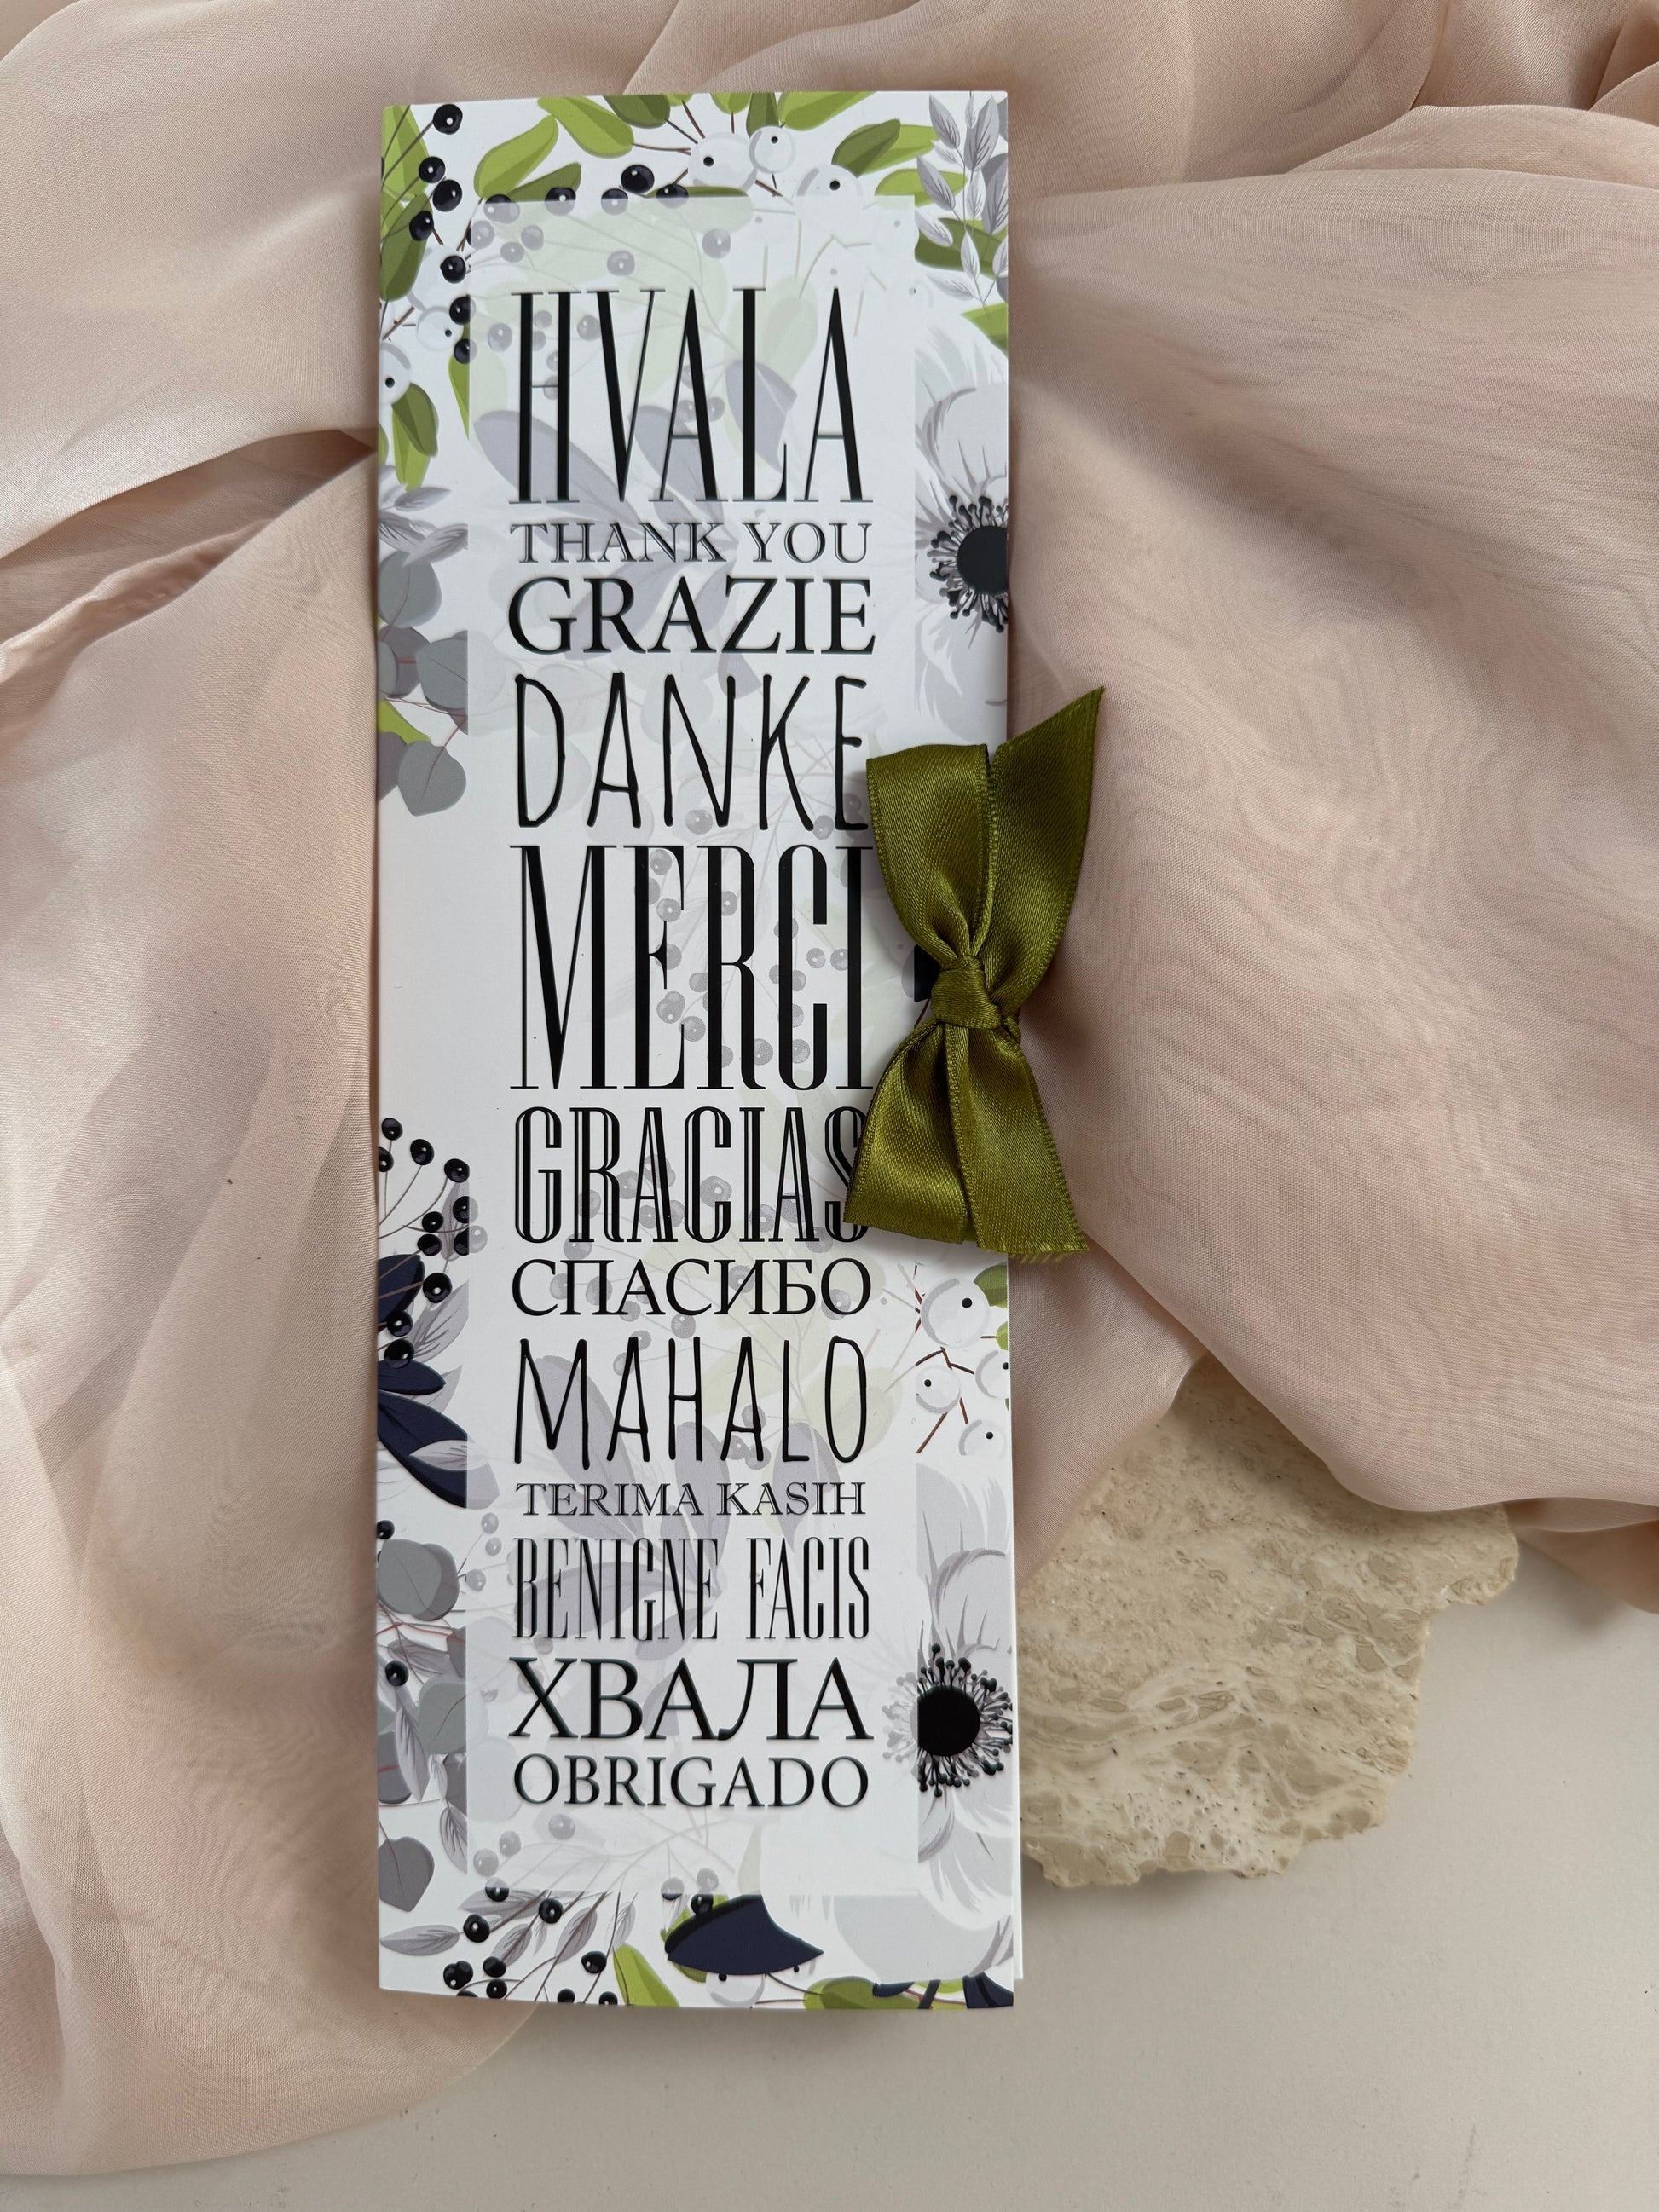 HVALA
THANK YOU
GRAZIE
DANKE
MERCI
GRACIAS
СПАСИБО
MAHALO
TERIMA KASIH
BENIGNE FACIS
ХВАЛА
OBRIGADO